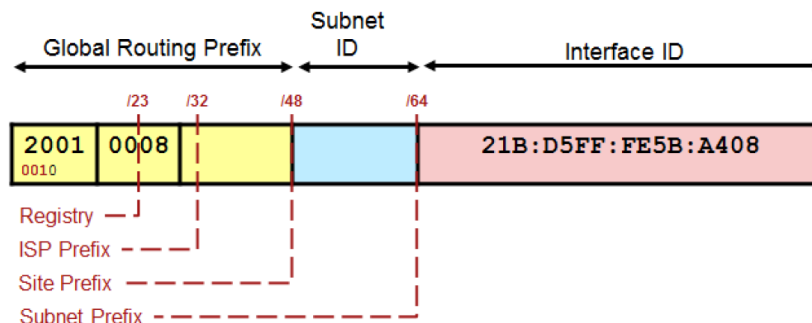 Global Routing Prefix
Subnet
ID
Interface ID
/23 /32 /48 /64
2001 0008 21B:D5FF:FE5B:A408
0010
Registry
ISP Prefix
Site Prefix
Subnet Prefix